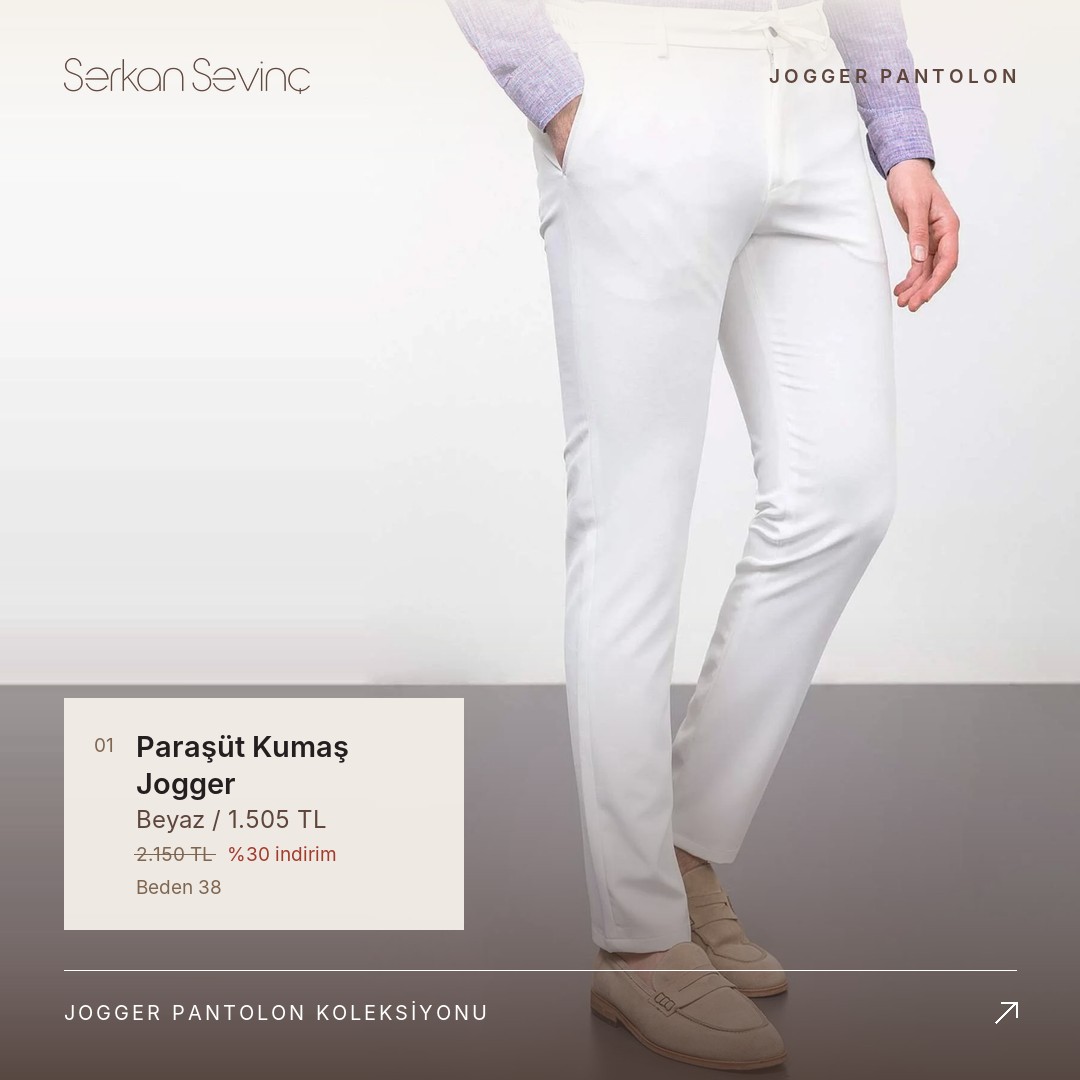 Serkan Sevinç
JOGGER PANTOLON
01
Paraşüt Kumaş
Jogger
Beyaz / 1.505 TL
2.150 TL %30 indirim
Beden 38
JOGGER PANTOLON KOLEKSİYONU